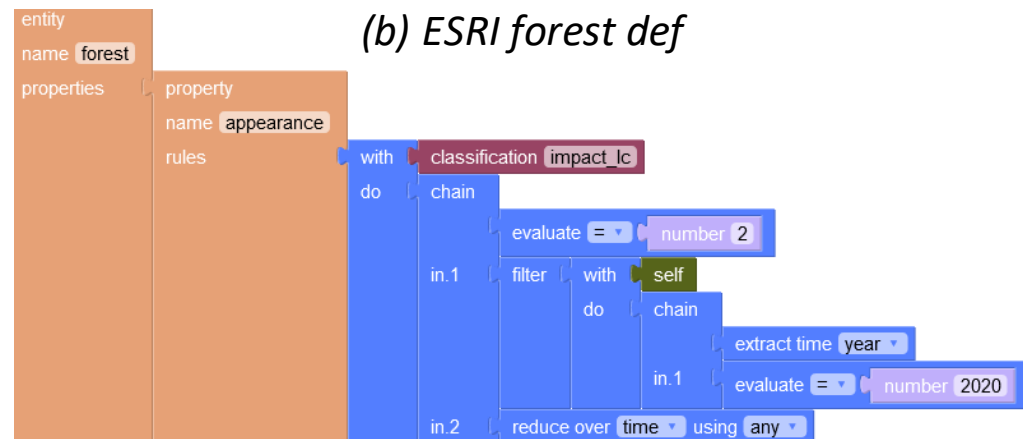 (b) ESRI forest def
entity
name forest
properties property
name appearance
rules with classification impact_lc
do chain
evaluate = number 2
in.1 filter with self
do chain
extract time year
in.1 evaluate = number 2020
in.2 reduce over time using any